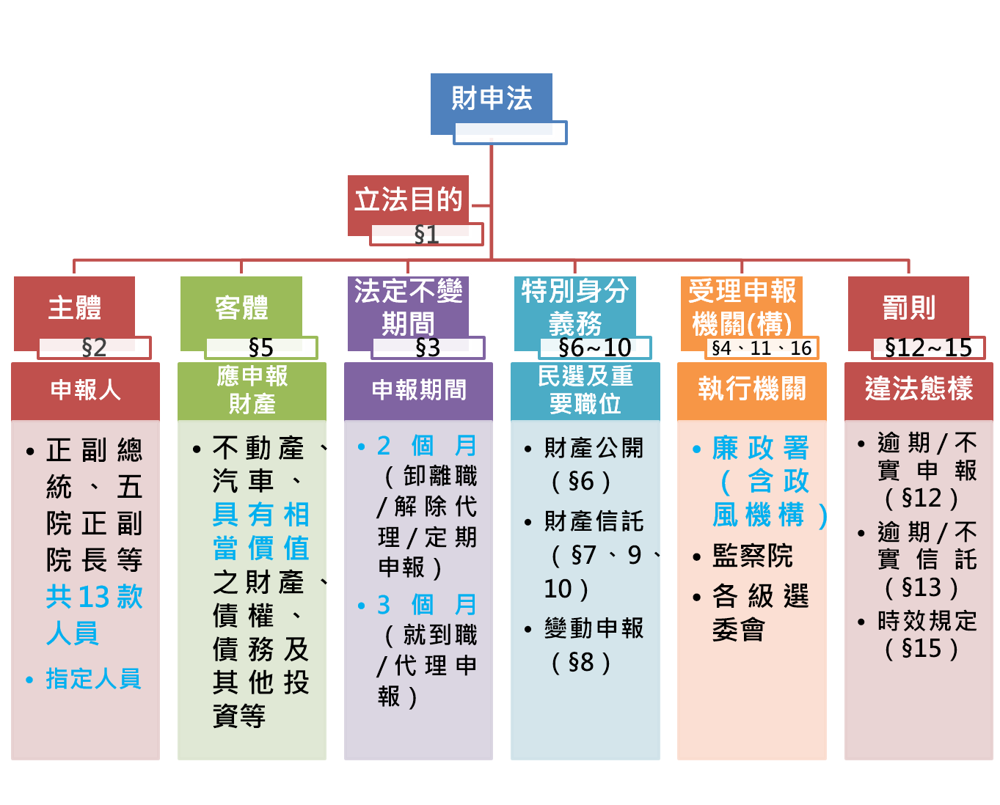 財申法
立法目的
§1
主體
§2
申報人
• 正副總
統、五
院正副
院長等
共13款
人員
• 指定人員
客體
§5
應申報
財產
• 不動產、
汽車、
具有相
當價值
之財產、
債權、
債務及
其他投
資等
法定不變
期間
§3
申報期間
• 2個月
（卸離職
/解除代
理/定期
申報）
• 3個月
（就到職
/代理申
報）
特別身分
義務
§6~10
民選及重
要職位
• 財產公開
（§6）
• 財產信託
（§7、9、
10）
• 變動申報
（§8）
受理申報
機關(構)
§4、11、16
執行機關
• 廉政署
（含政
風機構）
• 監察院
• 各級選
委會
罰則
§12~15
違法態樣
• 逾期/不
實申報
（§12）
• 逾期/不
實信託
（§13）
• 時效規定
（§15）